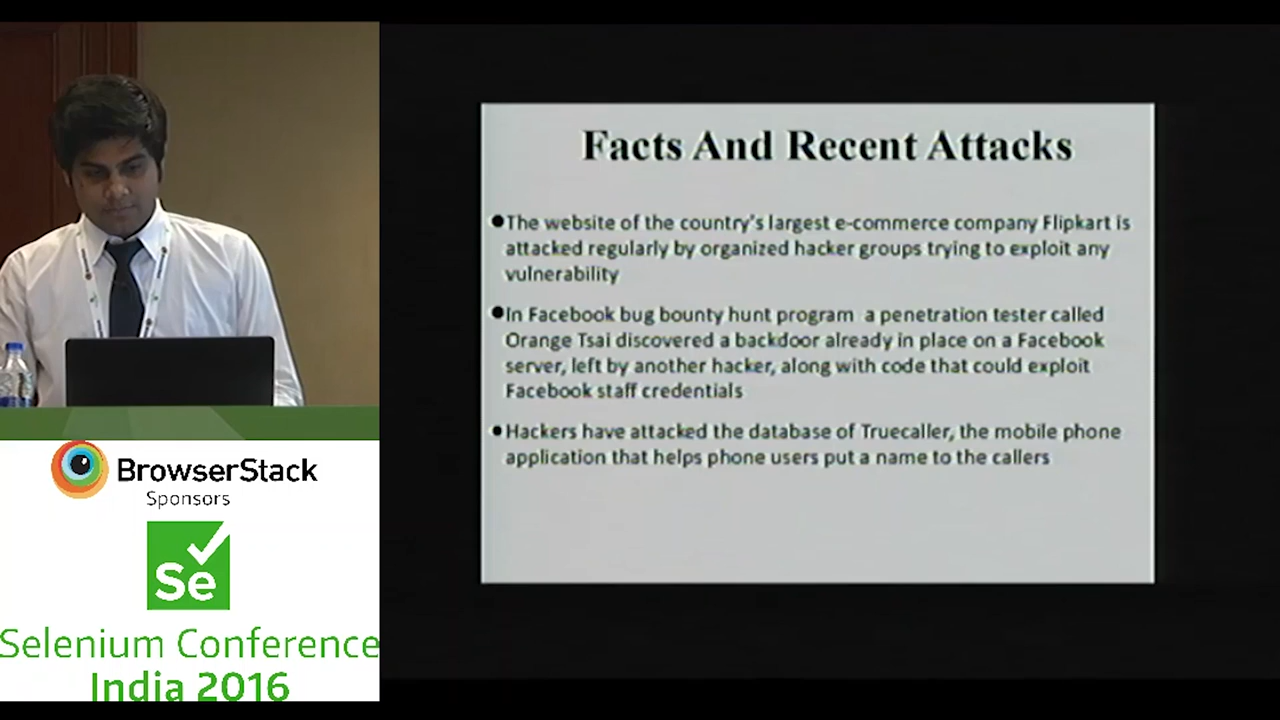 Facts And Recent Attacks
●The website of the country's largest e-commerce company Flipkart is
attacked regularly by organized hacker groups trying to exploit any
vulnerability
●In Facebook bug bounty hunt program a penetration tester called
Orange Tsai discovered a backdoor already in place on a Facebook
server, left by another hacker, along with code that could exploit
Facebook staff credentials
●Hackers have attacked the database of Truecaller, the mobile phone
application that helps phone users put a name to the callers
BrowserStack
Sponsors
Se
Selenium Conference
India 2016